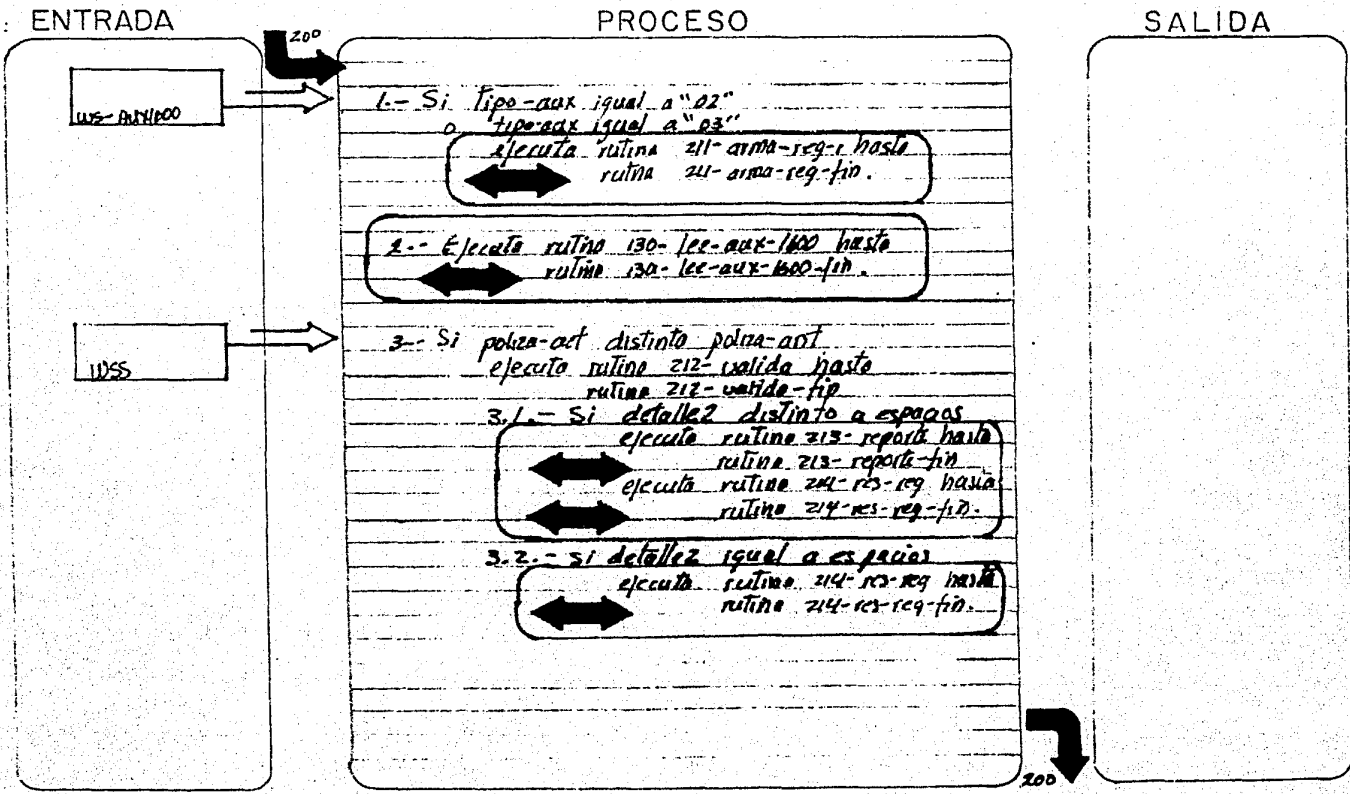 ENTRADA
PROCESO
SALIDA
200
WS-AUX1600
1.- Si tipo-aux igual a "02"
o tipo-aux igual a "03"
ejecuta rutina 211-arma-reg-r hasta
rutina 211-arma-reg-fin.
2.- Ejecuta rutina 130-lee-aux-1600 hasta
rutina 130-lee-aux-1600-fin.
WSS
3.- Si poliza-act distinto poliza-ant
ejecuta rutina 212-valida hasta
rutina 212-valida-fin
3.1.- Si detalle2 distinto a espacios
ejecuta rutina 213-reporte hasta
rutina 213-reporte-fin
ejecuta rutina 214-res-reg hasta
rutina 214-res-reg-fin.
3.2.- Si detalle2 igual a espacios
ejecuta rutina 214-res-reg hasta
rutina 214-res-reg-fin.
200